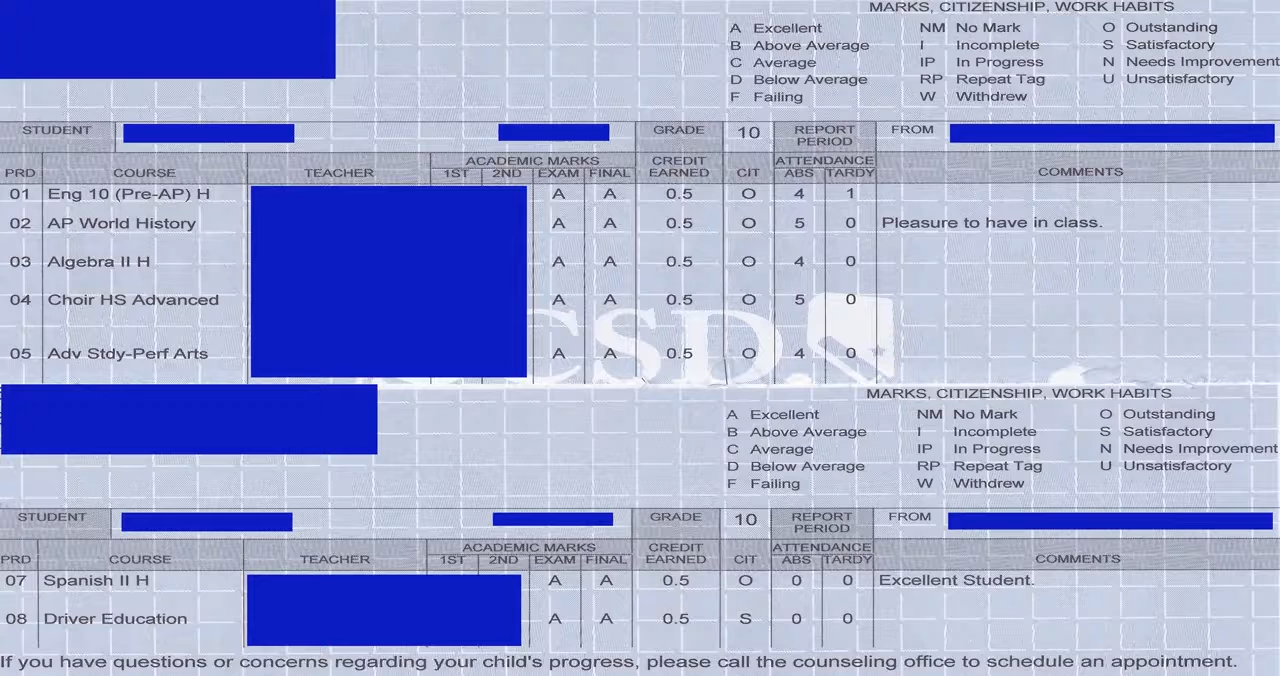 MARKS, CITIZENSHIP, WORK HABITS
A Excellent NM No Mark O Outstanding
B Above Average I Incomplete S Satisfactory
C Average IP In Progress N Needs Improvement
D Below Average RP Repeat Tag U Unsatisfactory
F Failing W Withdrew
STUDENT GRADE 10 REPORT PERIOD FROM
PRD COURSE TEACHER ACADEMIC MARKS 1ST 2ND EXAM FINAL CREDIT EARNED CIT ATTENDANCE ABS TARDY COMMENTS
01 Eng 10 (Pre-AP) H A A 0.5 O 4 1
02 AP World History A A 0.5 O 5 0 Pleasure to have in class.
03 Algebra II H A A 0.5 O 4 0
04 Choir HS Advanced A A 0.5 O 5 0
CSD
05 Adv Stdy-Perf Arts A A 0.5 O 4 0
MARKS, CITIZENSHIP, WORK HABITS
A Excellent NM No Mark O Outstanding
B Above Average I Incomplete S Satisfactory
C Average IP In Progress N Needs Improvement
D Below Average RP Repeat Tag U Unsatisfactory
F Failing W Withdrew
STUDENT GRADE 10 REPORT PERIOD FROM
PRD COURSE TEACHER ACADEMIC MARKS 1ST 2ND EXAM FINAL CREDIT EARNED CIT ATTENDANCE ABS TARDY COMMENTS
07 Spanish II H A A 0.5 O 0 0 Excellent Student.
08 Driver Education A A 0.5 S 0 0
If you have questions or concerns regarding your child's progress, please call the counseling office to schedule an appointment.